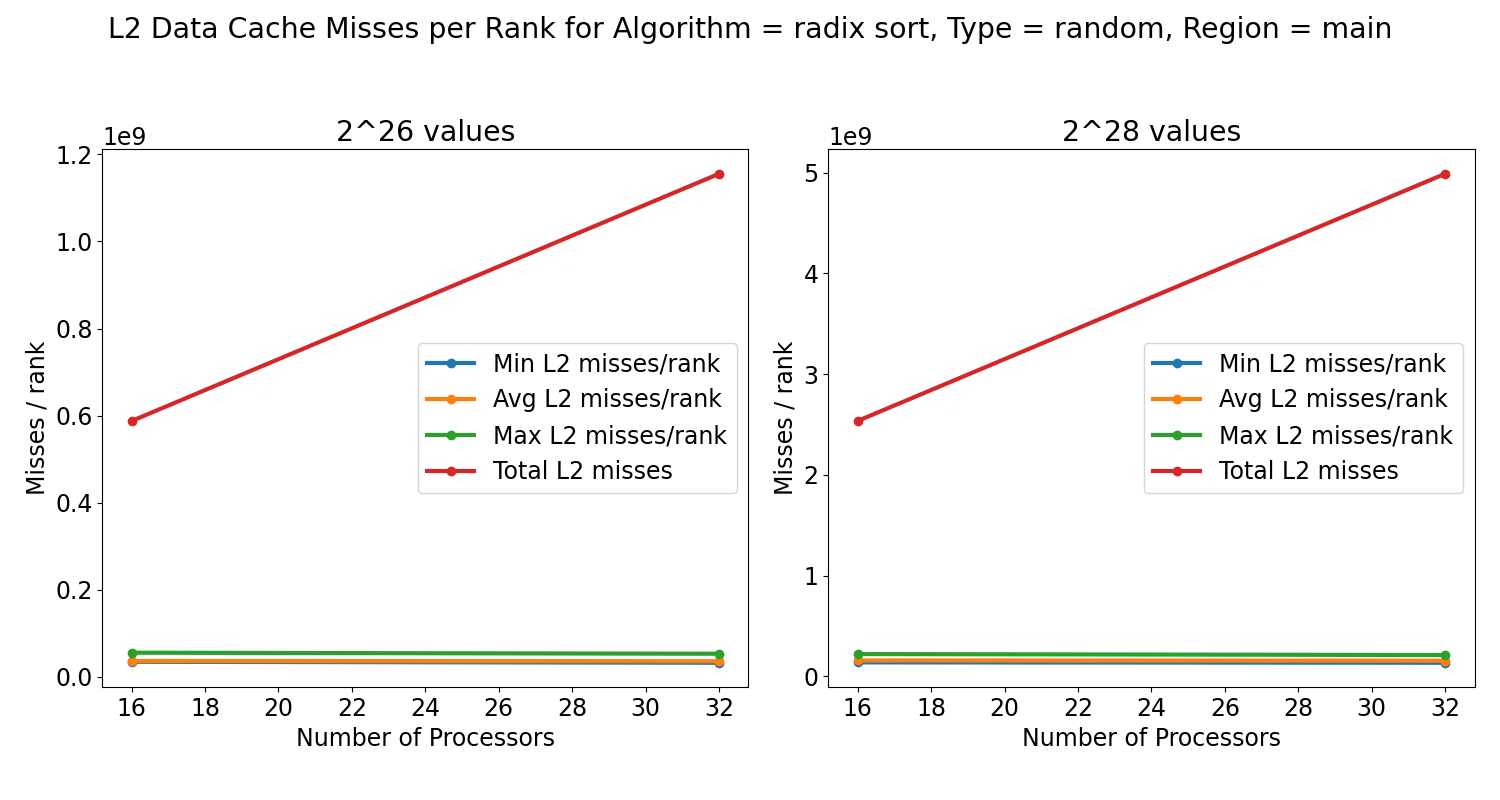 L2 Data Cache Misses per Rank for Algorithm = radix sort, Type = random, Region = main
2^26 values
1e9
1.2
1.0
0.8
0.6
0.4
0.2
0.0
Misses / rank
Min L2 misses/rank
Avg L2 misses/rank
Max L2 misses/rank
Total L2 misses
16 18 20 22 24 26 28 30 32
Number of Processors
2^28 values
1e9
5
4
3
2
1
0
Misses / rank
Min L2 misses/rank
Avg L2 misses/rank
Max L2 misses/rank
Total L2 misses
16 18 20 22 24 26 28 30 32
Number of Processors